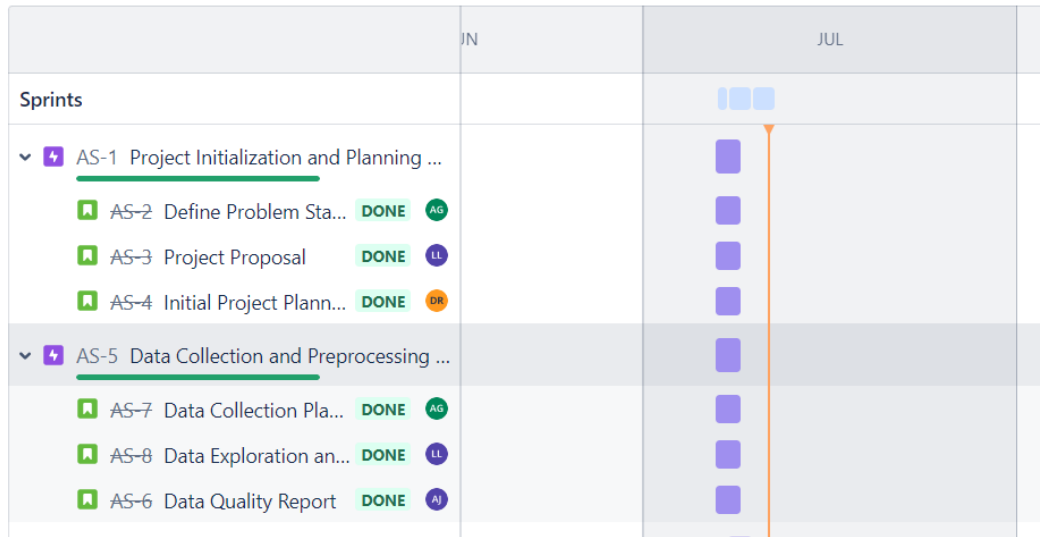 UN JUL
Sprints
AS-1 Project Initialization and Planning ...
AS-2 Define Problem Sta... DONE AG
AS-3 Project Proposal DONE LL
AS-4 Initial Project Plann... DONE DR
AS-5 Data Collection and Preprocessing ...
AS-7 Data Collection Pla... DONE AG
AS-8 Data Exploration an... DONE LL
AS-6 Data Quality Report DONE AJ